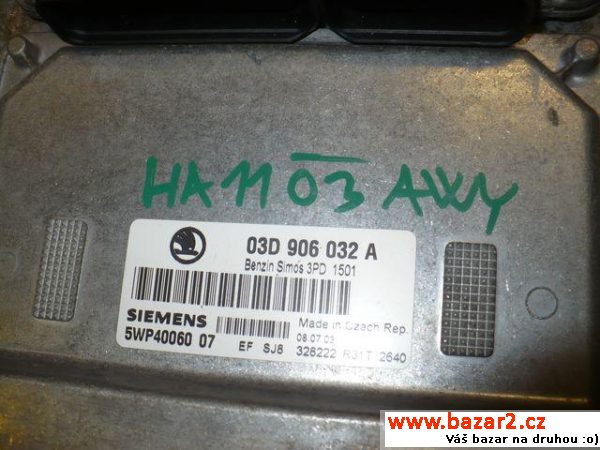 HA 11 03 AWY
03D 906 032 A
Benzin Simos 3PD 1501
SIEMENS
5WP40060 07
Made in Czech Rep.
08.07.03
EF SJ8 328222 R31T 2640
www.bazar2.cz
Váš bazar na druhou :o)